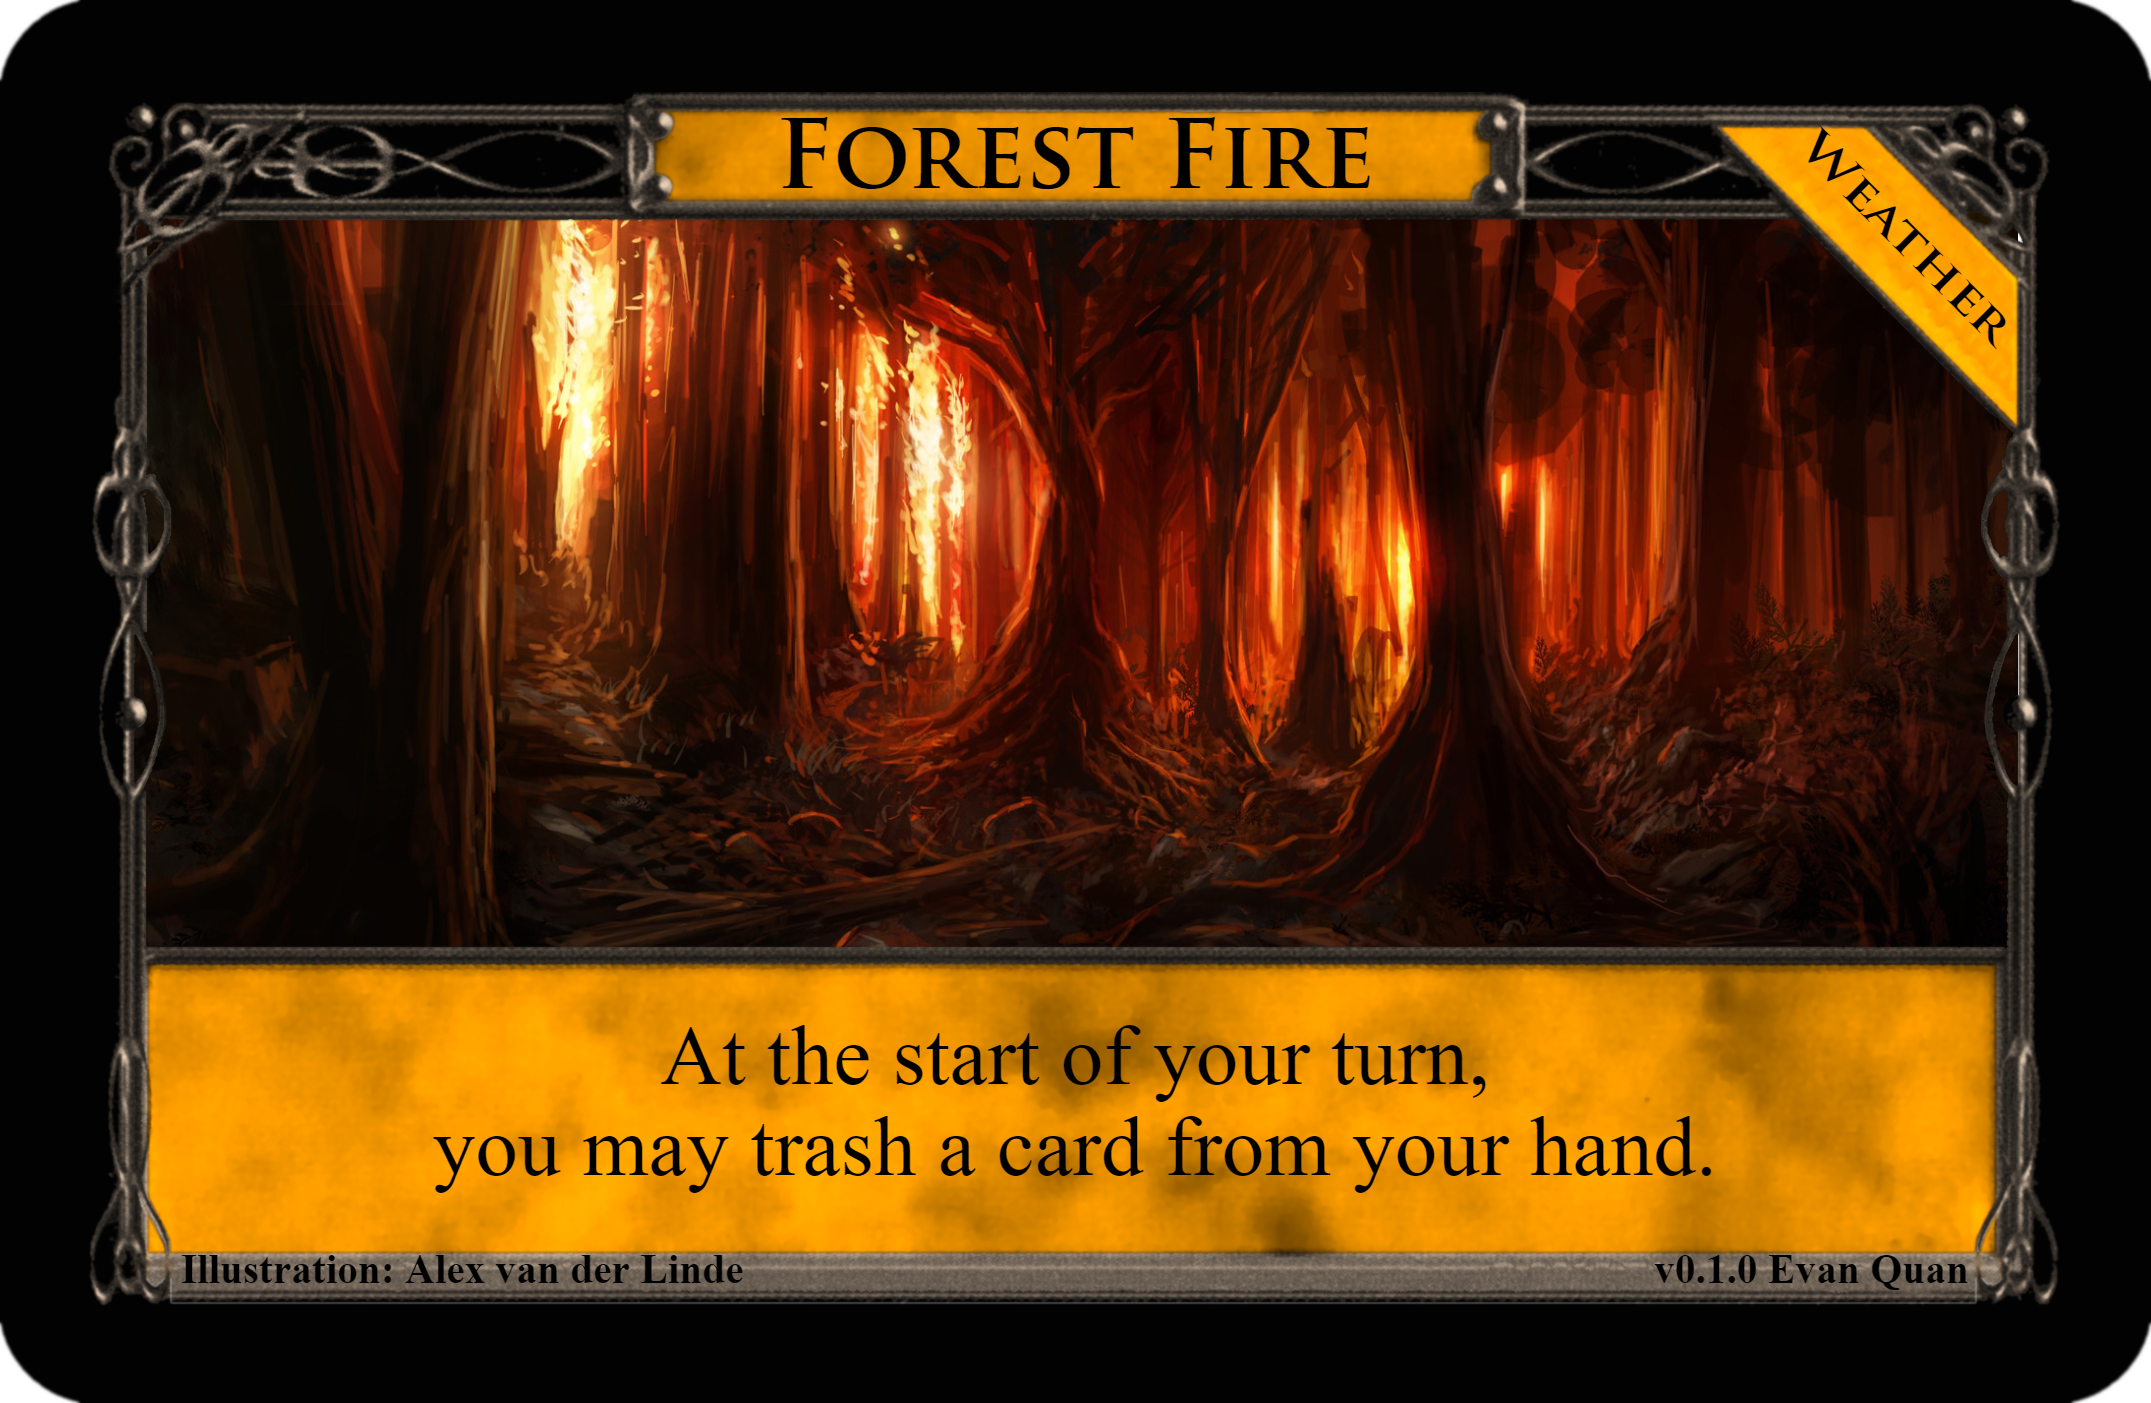 Forest Fire
Weather
At the start of your turn,
you may trash a card from your hand.
Illustration: Alex van der Linde
v0.1.0 Evan Quan